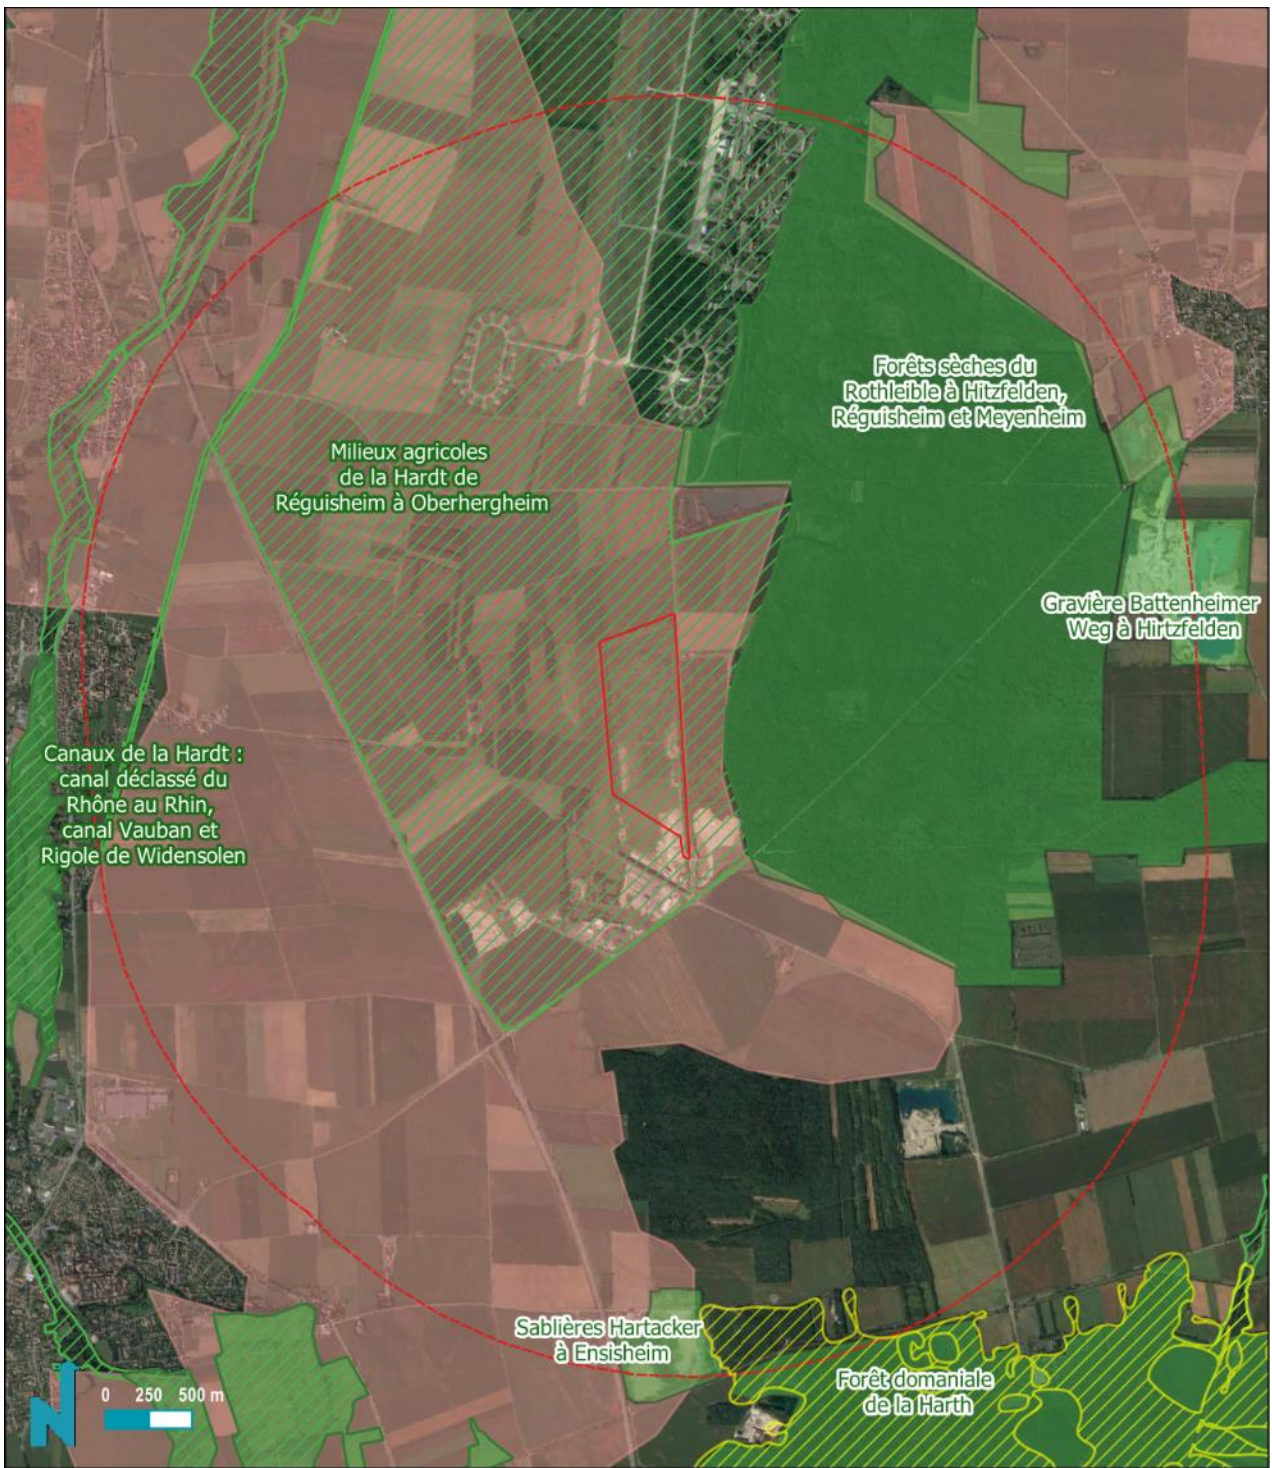 Forêts sèches du
Rothleible à Hitzfelden,
Réguisheim et Meyenheim
Milieux agricoles
de la Hardt de
Réguisheim à Oberhergheim
Gravière Battenheimer
Weg à Hirtzfelden
Canaux de la Hardt :
canal déclassé du
Rhône au Rhin,
canal Vauban et
Rigole de Widensolen
Sablières Hartacker
à Ensisheim
Forêt domaniale
de la Harth
N
0 250 500 m